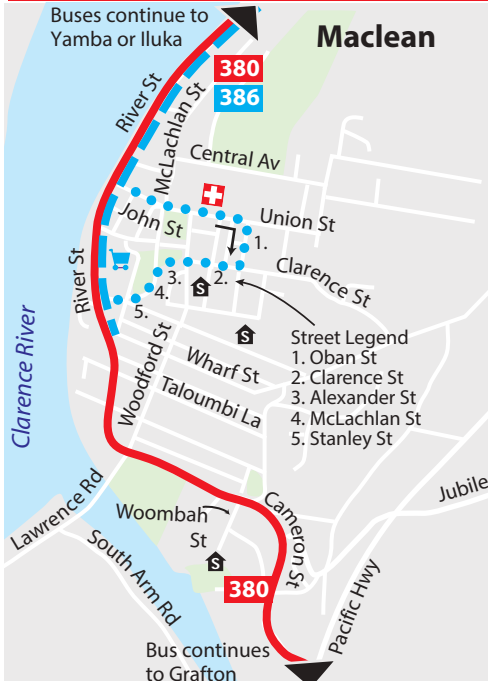 Buses continue to
Yamba or Iluka
Maclean
380
386
River St
McLachlan St
Central Av
John St
Union St
1.
River St
3.
2.
4.
5.
Clarence St
Clarence River
Woodford St
Wharf St
Taloumbi La
Street Legend
1. Oban St
2. Clarence St
3. Alexander St
4. McLachlan St
5. Stanley St
S
S
Lawrence Rd
Woombah
St
Cameron St
Jubile
South Arm Rd
S
380
Pacific Hwy
Bus continues
to Grafton